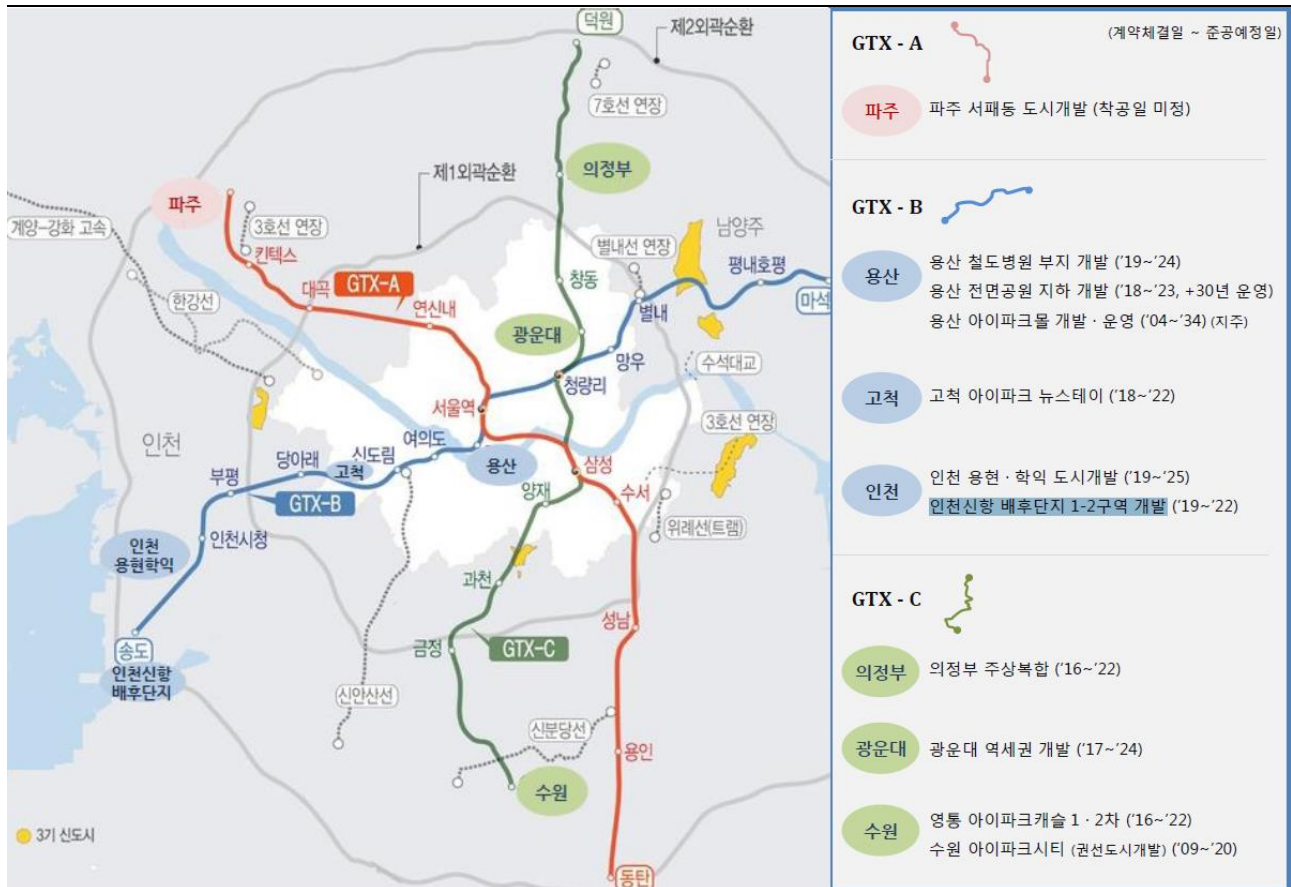 덕원
제2외곽순환
7호선 연장
의정부
제1외곽순환
파주
계양-강화 고속
3호선 연장
킨텍스
한강선
대곡
GTX-A
연신내
창동
광운대
별내선 연장
남양주
평내호평
마석
별내
망우
청량리
수석대교
서울역
3호선 연장
인천
여의도
신도림
당아래
고척
부평
용산
삼성
GTX-B
양재
수서
위례선(트램)
인천
용현학익
인천시청
과천
성남
송도
금정
GTX-C
인천신항
배후단지
신안산선
신분당선
용인
수원
3기 신도시
동탄
GTX - A
(계약체결일 ~ 준공예정일)
파주
파주 서패동 도시개발 (착공일 미정)
GTX - B
용산
용산 철도병원 부지 개발 ('19~'24)
용산 전면공원 지하 개발 ('18~'23, +30년 운영)
용산 아이파크몰 개발 · 운영 ('04~'34) (지주)
고척
고척 아이파크 뉴스테이 ('18~'22)
인천
인천 용현 · 학익 도시개발 ('19~'25)
인천신항 배후단지 1-2구역 개발 ('19~'22)
GTX - C
의정부
의정부 주상복합 ('16~'22)
광운대
광운대 역세권 개발 ('17~'24)
수원
영통 아이파크캐슬 1 · 2차 ('16~'22)
수원 아이파크시티 (권선도시개발) ('09~'20)